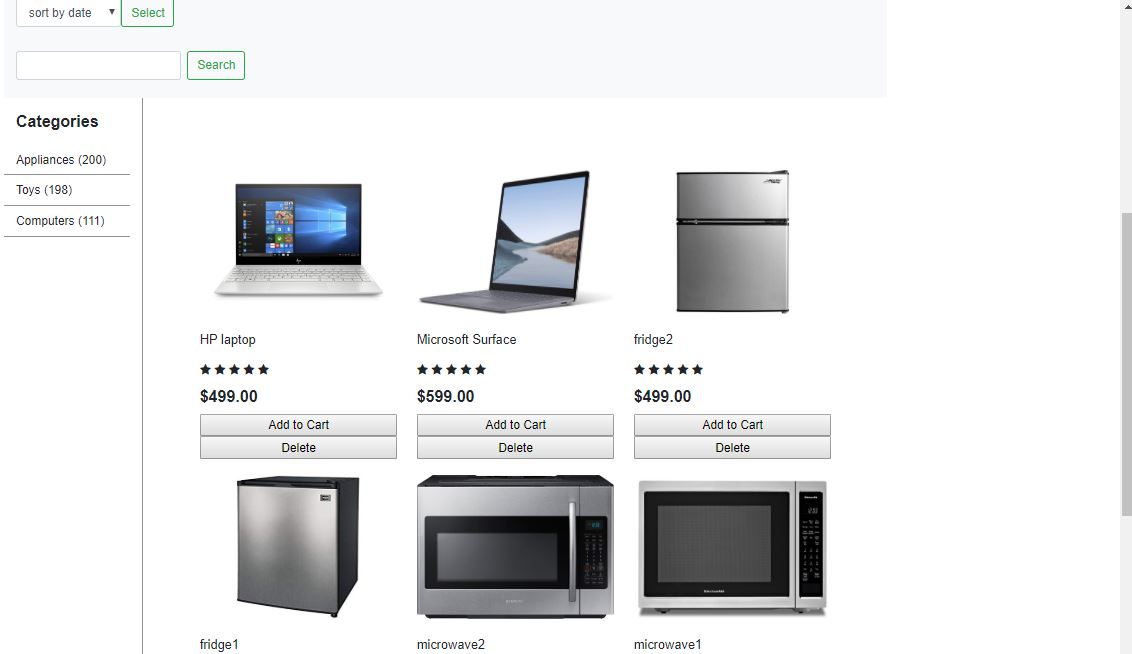 sort by date Select
Search
Categories
Appliances (200)
Toys (198)
Computers (111)
HP laptop Microsoft Surface fridge2
$499.00 $599.00 $499.00
Add to Cart Add to Cart Add to Cart
Delete Delete Delete
fridge1 microwave2 microwave1